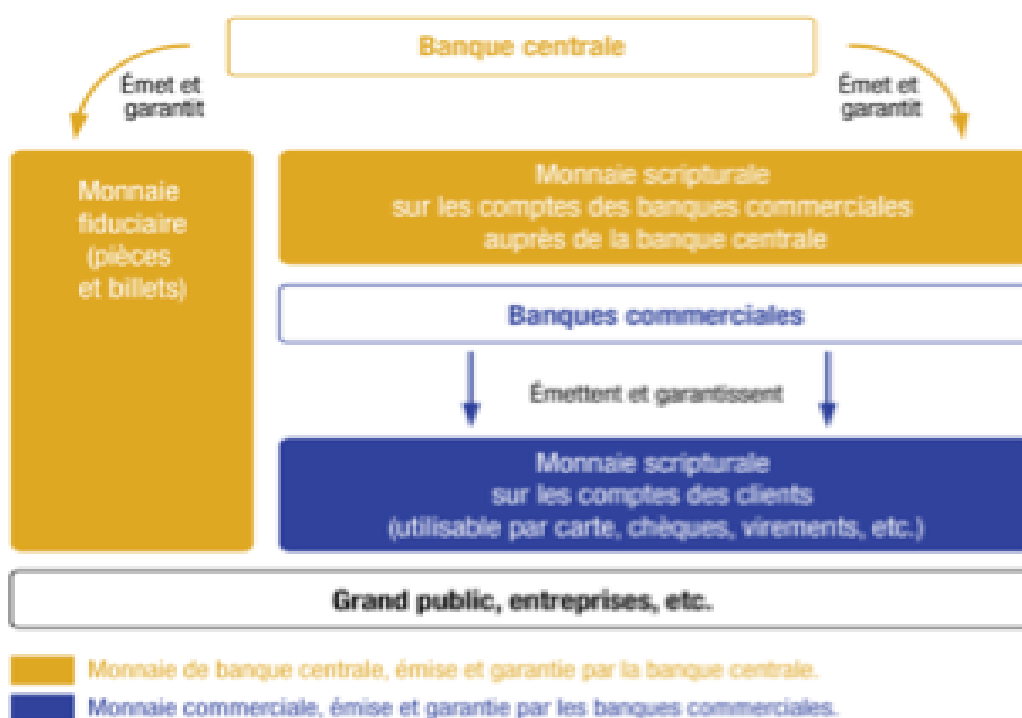 Banque centrale
Émet et
garantit
Émet et
garantit
Monnaie
fiduciaire
(pièces
et billets)
Monnaie scripturale
sur les comptes des banques commerciales
auprès de la banque centrale
Banques commerciales
Émettent et garantissent
Monnaie scripturale
sur les comptes des clients
(utilisable par carte, chèques, virements, etc.)
Grand public, entreprises, etc.
Monnaie de banque centrale, émise et garantie par la banque centrale.
Monnaie commerciale, émise et garantie par les banques commerciales.